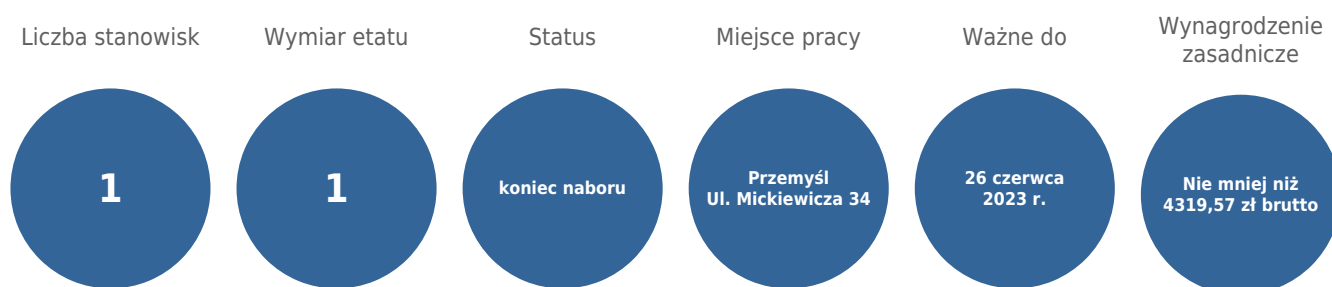 Liczba stanowisk
1
Wymiar etatu
1
Status
koniec naboru
Miejsce pracy
Przemyśl
Ul. Mickiewicza 34
Ważne do
26 czerwca
2023 r.
Wynagrodzenie
zasadnicze
Nie mniej niż
4319,57 zł brutto